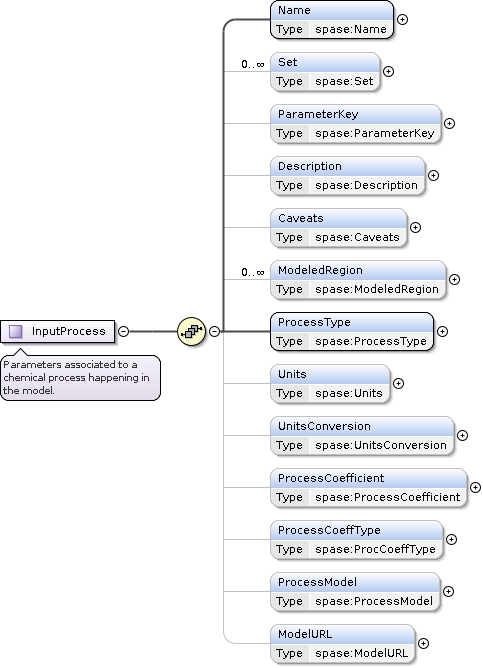 Name
Type spase:Name
0..∞
Set
Type spase:Set
ParameterKey
Type spase:ParameterKey
Description
Type spase:Description
Caveats
Type spase:Caveats
0..∞
ModeledRegion
Type spase:ModeledRegion
InputProcess
Parameters associated to a
chemical process happening in
the model.
ProcessType
Type spase:ProcessType
Units
Type spase:Units
UnitsConversion
Type spase:UnitsConversion
ProcessCoefficient
Type spase:ProcessCoefficient
ProcessCoeffType
Type spase:ProcCoeffType
ProcessModel
Type spase:ProcessModel
ModelURL
Type spase:ModelURL